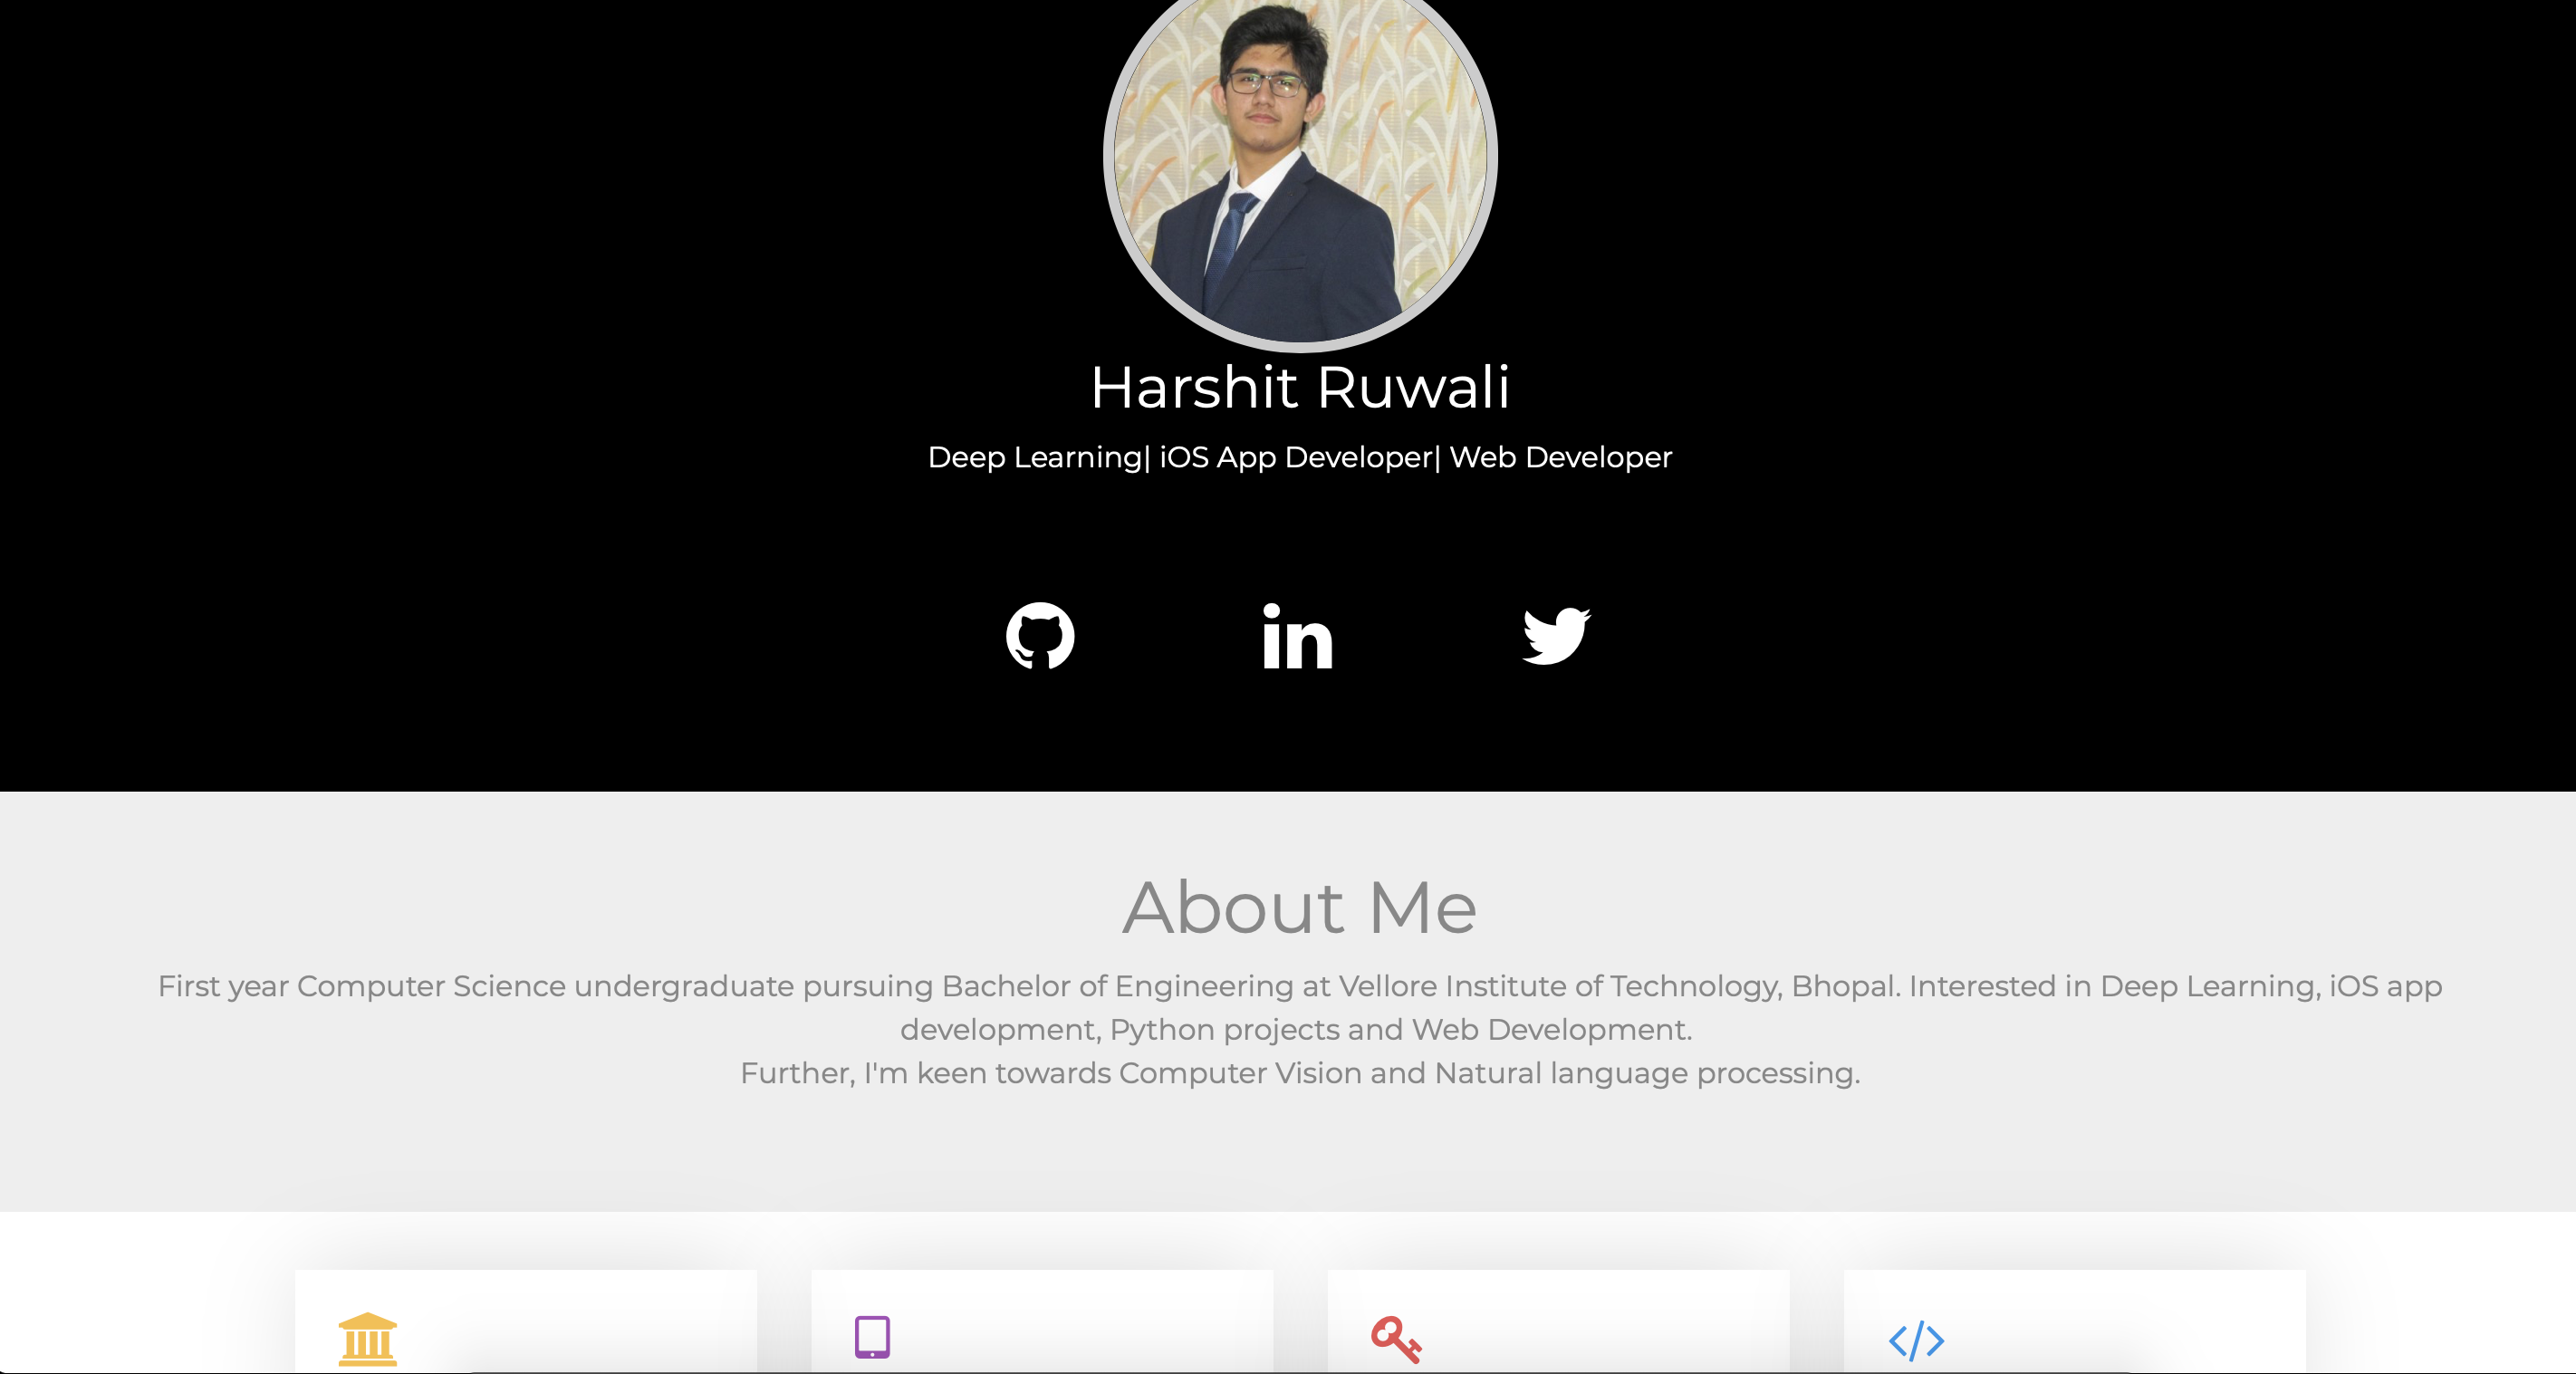 Harshit Ruwali
Deep Learning| iOS App Developer| Web Developer
in
About Me
First year Computer Science undergraduate pursuing Bachelor of Engineering at Vellore Institute of Technology, Bhopal. Interested in Deep Learning, iOS app
development, Python projects and Web Development.
Further, I'm keen towards Computer Vision and Natural language processing.